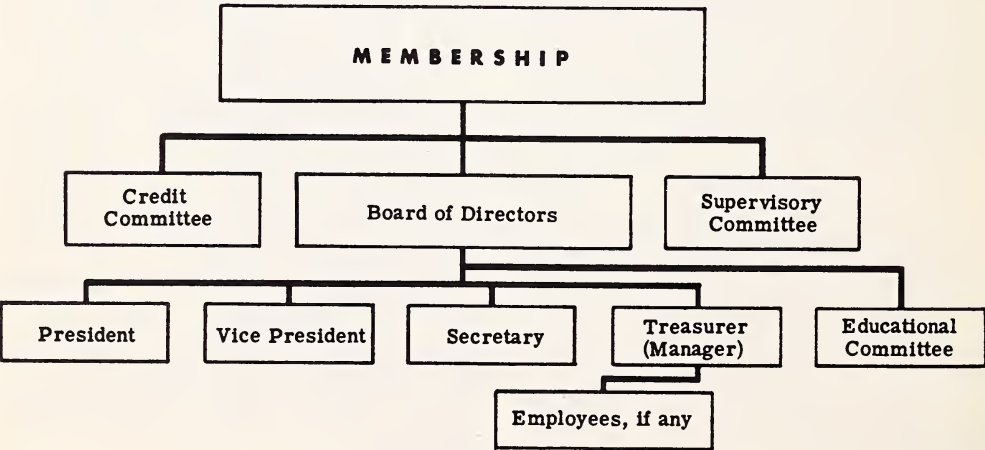 MEMBERSHIP
Credit
Committee
Board of Directors
Supervisory
Committee
President
Vice President
Secretary
Treasurer
(Manager)
Educational
Committee
Employees, if any